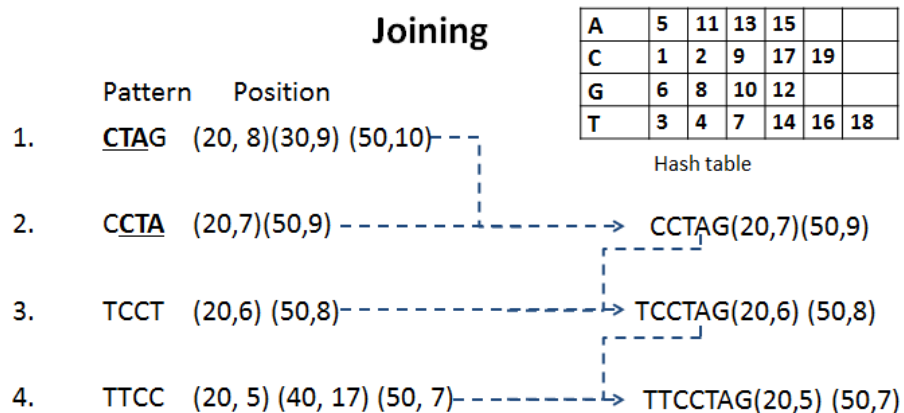 Joining
A 5 11 13 15
C 1 2 9 17 19
G 6 8 10 12
T 3 4 7 14 16 18
Hash table
Pattern Position
1. CTAG (20, 8)(30,9) (50,10)
2. CCTA (20,7)(50,9) CCTAG(20,7)(50,9)
3. TCCT (20,6) (50,8) TCCTAG(20,6) (50,8)
4. TTCC (20, 5) (40, 17) (50, 7) TTCCTAG(20,5) (50,7)